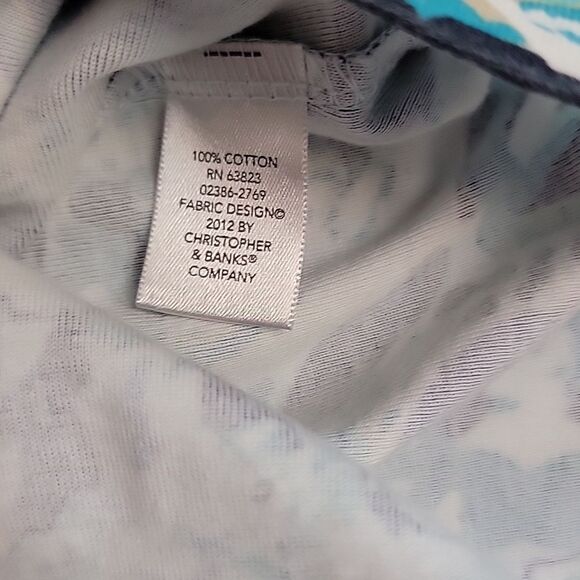 100% COTTON
RN 63823
02386-2769
FABRIC DESIGN©
2012 BY
CHRISTOPHER
& BANKS®
COMPANY